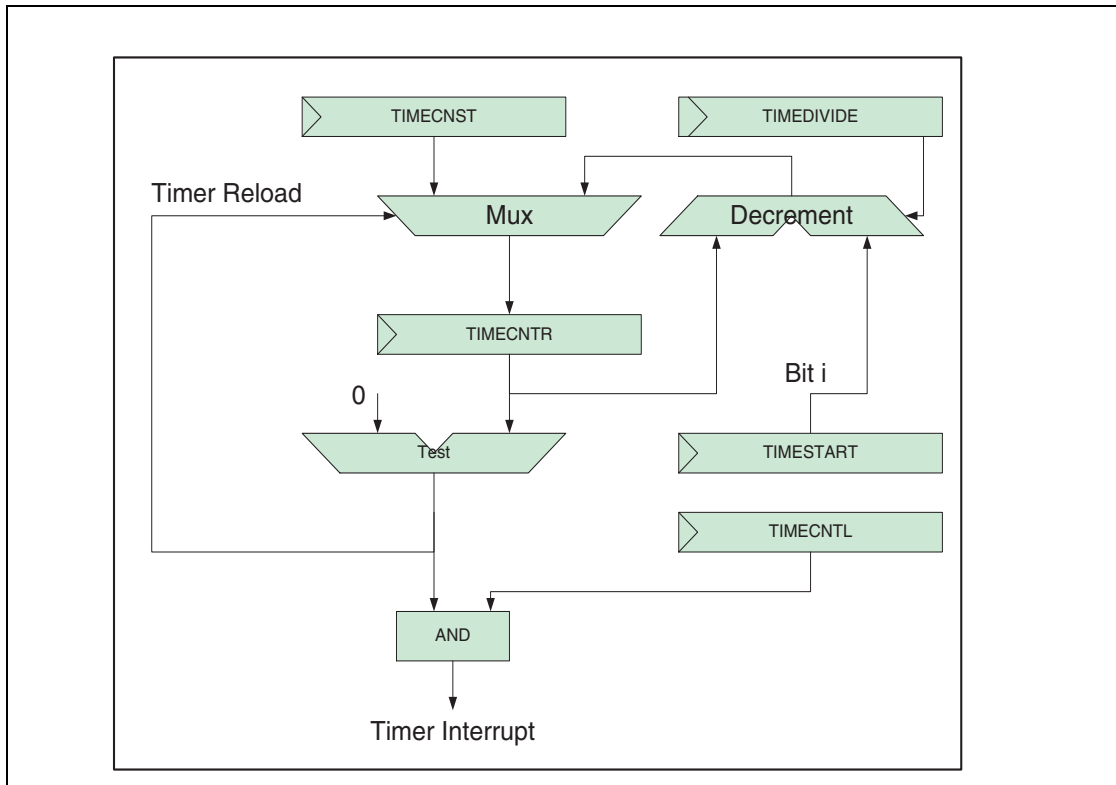 TIMECNST
TIMEDIVIDE
Timer Reload
Mux
Decrement
TIMECNTR
Bit i
0
Test
TIMESTART
TIMECNTL
AND
Timer Interrupt